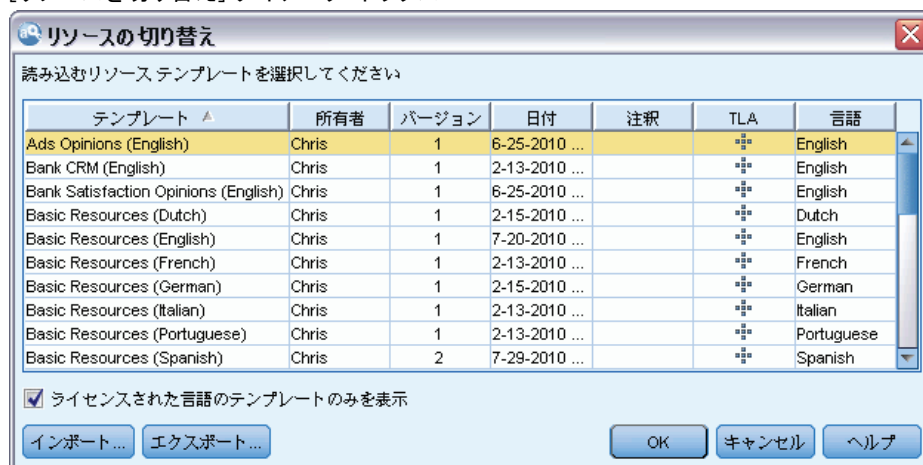 リソースの切り替え
読み込むリソーステンプレートを選択してください
テンプレート 所有者 バージョン 日付 注釈 TLA 言語
Ads Opinions (English) Chris 1 6-25-2010 ... English
Bank CRM (English) Chris 1 2-13-2010 ... English
Bank Satisfaction Opinions (English) Chris 1 6-25-2010 ... English
Basic Resources (Dutch) Chris 1 2-15-2010 ... Dutch
Basic Resources (English) Chris 1 7-20-2010 ... English
Basic Resources (French) Chris 1 2-13-2010 ... French
Basic Resources (German) Chris 1 2-15-2010 ... German
Basic Resources (Italian) Chris 1 2-13-2010 ... Italian
Basic Resources (Portuguese) Chris 1 2-13-2010 ... Portuguese
Basic Resources (Spanish) Chris 2 7-29-2010 ... Spanish
ライセンスされた言語のテンプレートのみを表示
インポート... エクスポート... OK キャンセル ヘルプ